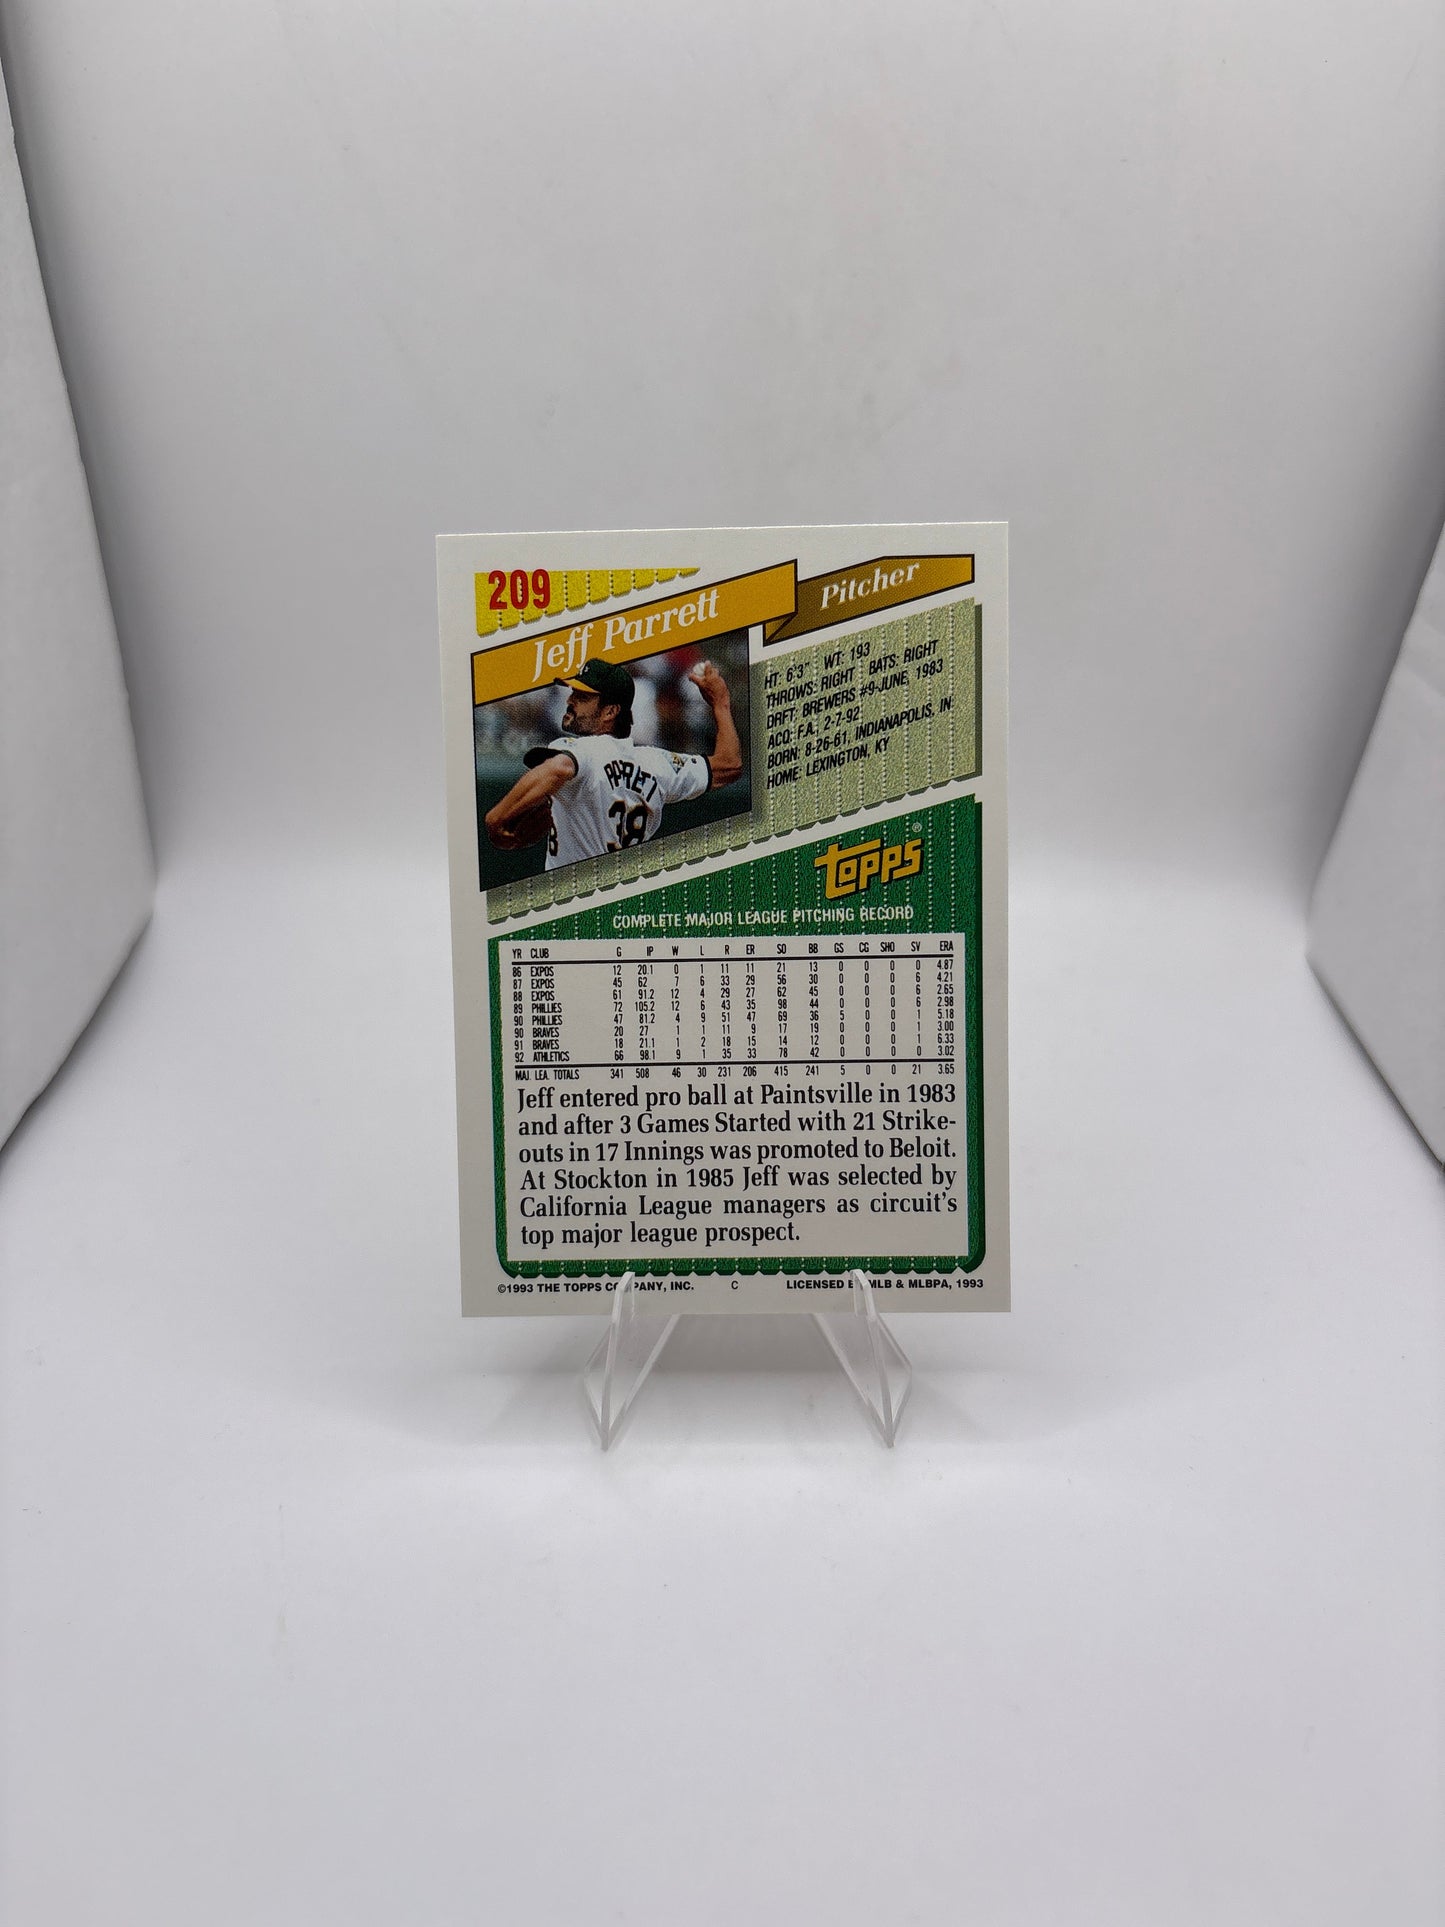 209
Jeff Parrett
Pitcher
HT: 6'3" WT: 193
THROWS: RIGHT BATS: RIGHT
DRFT: BREWERS #9-JUNE, 1983
ACQ: F.A., 2-7-92
BORN: 8-26-61, INDIANAPOLIS, IN
HOME: LEXINGTON, KY
PARRETT
38
TOPPS®
COMPLETE MAJOR LEAGUE PITCHING RECORD
YR CLUB G IP W L R ER SO BB GS CG SHO SV ERA
86 EXPOS 12 20.1 0 1 11 11 21 13 0 0 0 0 4.87
87 EXPOS 45 62 7 6 33 29 56 30 0 0 0 6 4.21
88 EXPOS 61 91.2 12 4 29 27 62 45 0 0 0 6 2.65
89 PHILLIES 72 105.2 12 6 43 35 98 44 0 0 0 6 2.98
90 PHILLIES 47 81.2 4 9 51 47 69 36 5 0 0 1 5.18
90 BRAVES 20 27 1 1 11 9 17 19 0 0 0 1 3.00
91 BRAVES 18 21.1 1 2 18 15 14 12 0 0 0 1 6.33
92 ATHLETICS 66 98.1 9 1 35 33 78 42 0 0 0 0 3.02
MAJ. LEA. TOTALS 341 508 46 30 231 206 415 241 5 0 0 21 3.65
Jeff entered pro ball at Paintsville in 1983
and after 3 Games Started with 21 Strike-
outs in 17 Innings was promoted to Beloit.
At Stockton in 1985 Jeff was selected by
California League managers as circuit's
top major league prospect.
©1993 THE TOPPS COMPANY, INC. C LICENSED BY MLB & MLBPA, 1993